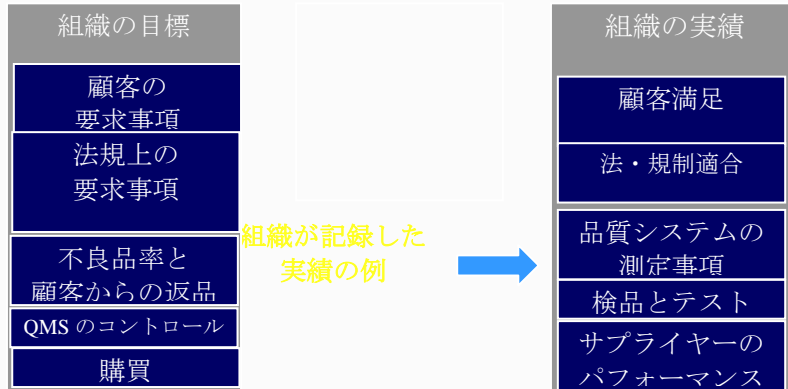 組織の目標
顧客の
要求事項
法規上の
要求事項
不良品率と
顧客からの返品
QMS のコントロール
購買
組織が記録した
実績の例
組織の実績
顧客満足
法・規制適合
品質システムの
測定事項
検品とテスト
サプライヤーの
パフォーマンス